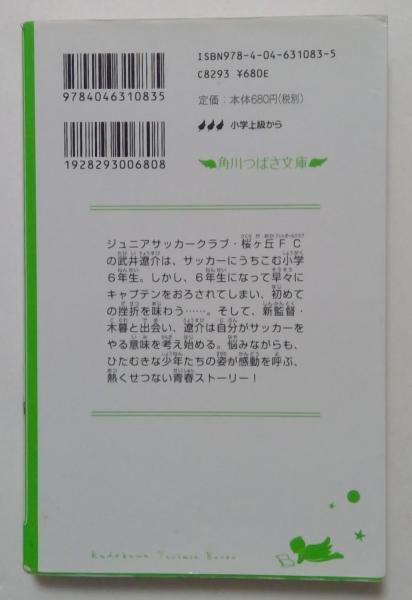 ISBN978-4-04-631083-5
C8293 ¥680E
9784046310835
定価：本体680円(税別)
小学上級から
1928293006808
角川つばさ文庫
ジュニアサッカークラブ・桜ヶ丘ＦＣ
の武井遼介は、サッカーにうちこむ小学
６年生。しかし、６年生になって早々に
キャプテンをおろされてしまい、初めて
の挫折を味わう……。そして、新監督・
木暮と出会い、遼介は自分がサッカーを
やる意味を考え始める。悩みながらも、
ひたむきな少年たちの姿が感動を呼ぶ、
熱くせつない青春ストーリー！
Kadokawa Tsubasa Bunko